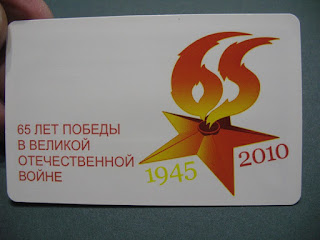 65
65 ЛЕТ ПОБЕДЫ
В ВЕЛИКОЙ
ОТЕЧЕСТВЕННОЙ
ВОЙНЕ
1945
2010